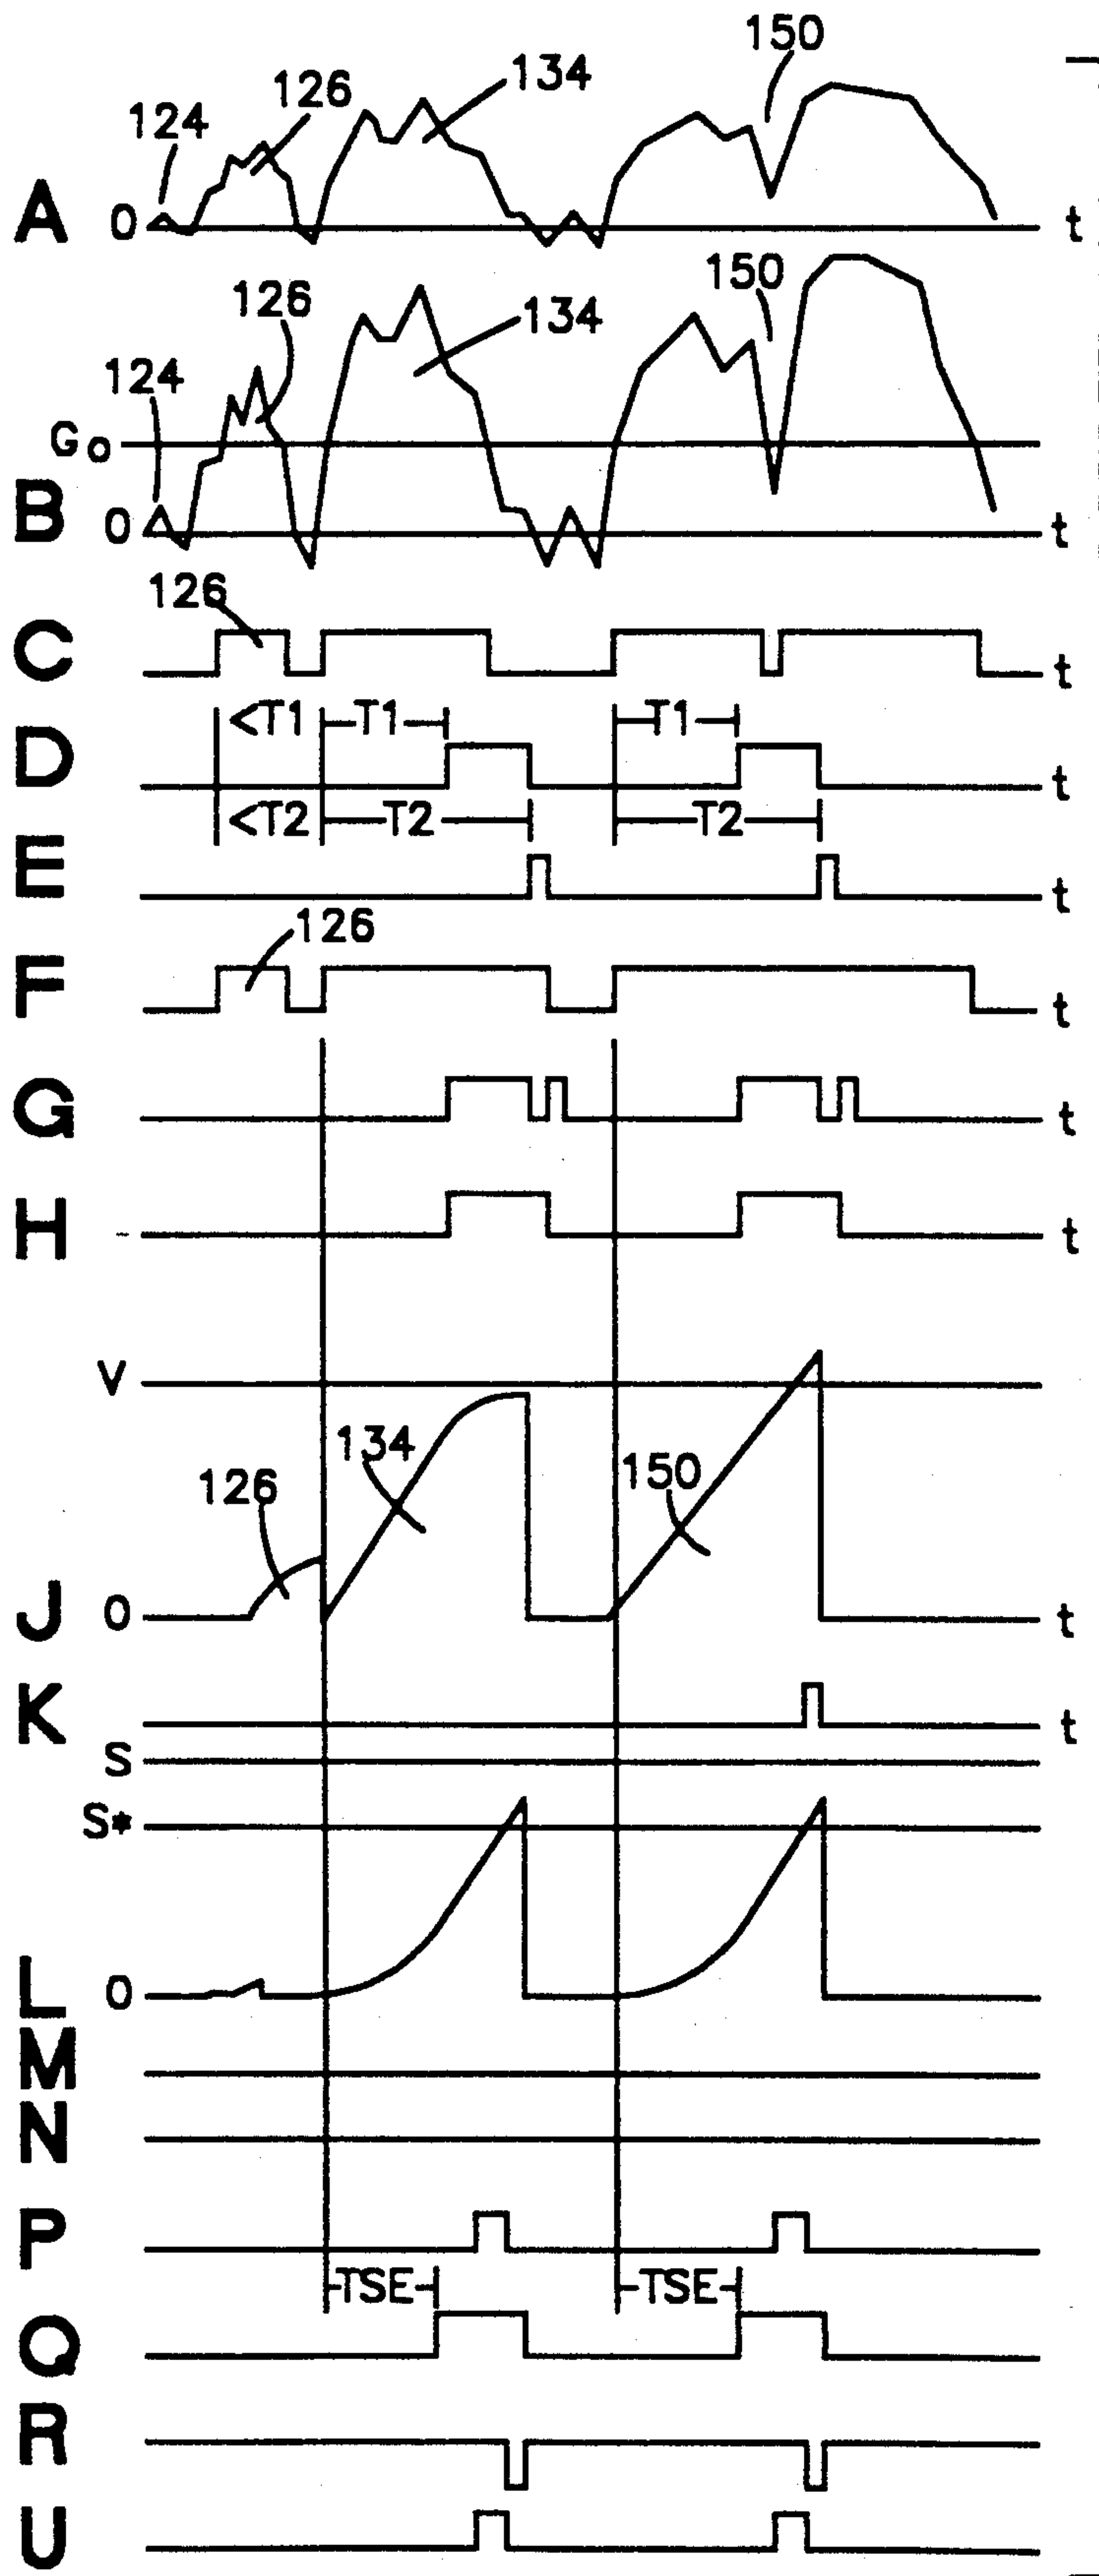 150
134
126
124
A 0 t
150
126
134
124
Go
B 0 t
126
C t
<T1 T1 T1
D t
<T2 T2 T2
E t
126
F t
G t
H t
V
134
150
126
J 0 t
K t
S
S*
L 0
M
N
P
TSE TSE
Q
R
U